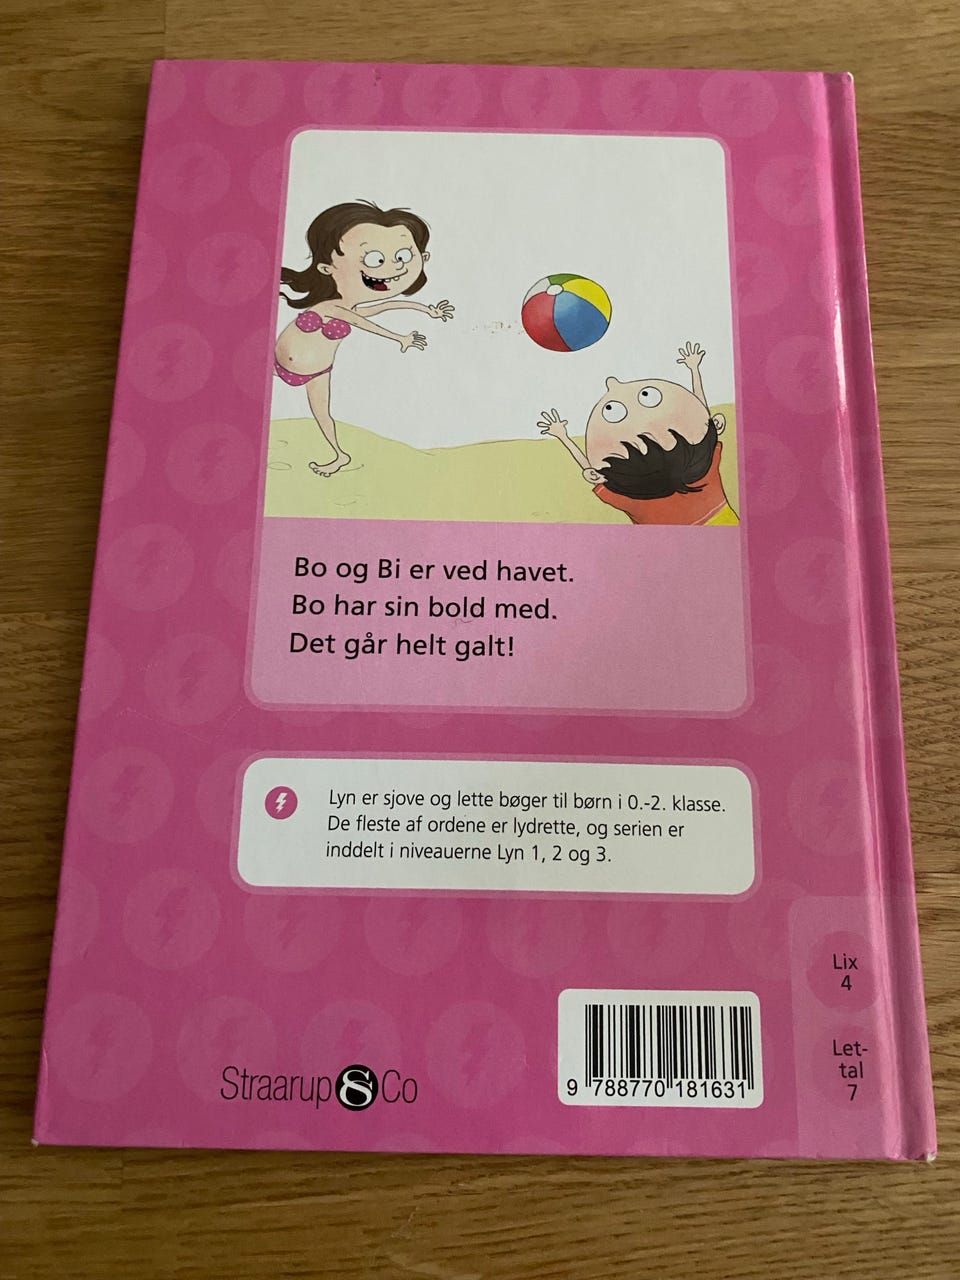 Bo og Bi er ved havet.
Bo har sin bold med.
Det går helt galt!
Lyn er sjove og lette bøger til børn i 0.-2. klasse.
De fleste af ordene er lydrette, og serien er
inddelt i niveauerne Lyn 1, 2 og 3.
Lix
4
Let-
tal
7
Straarup & Co
9 788770 181631